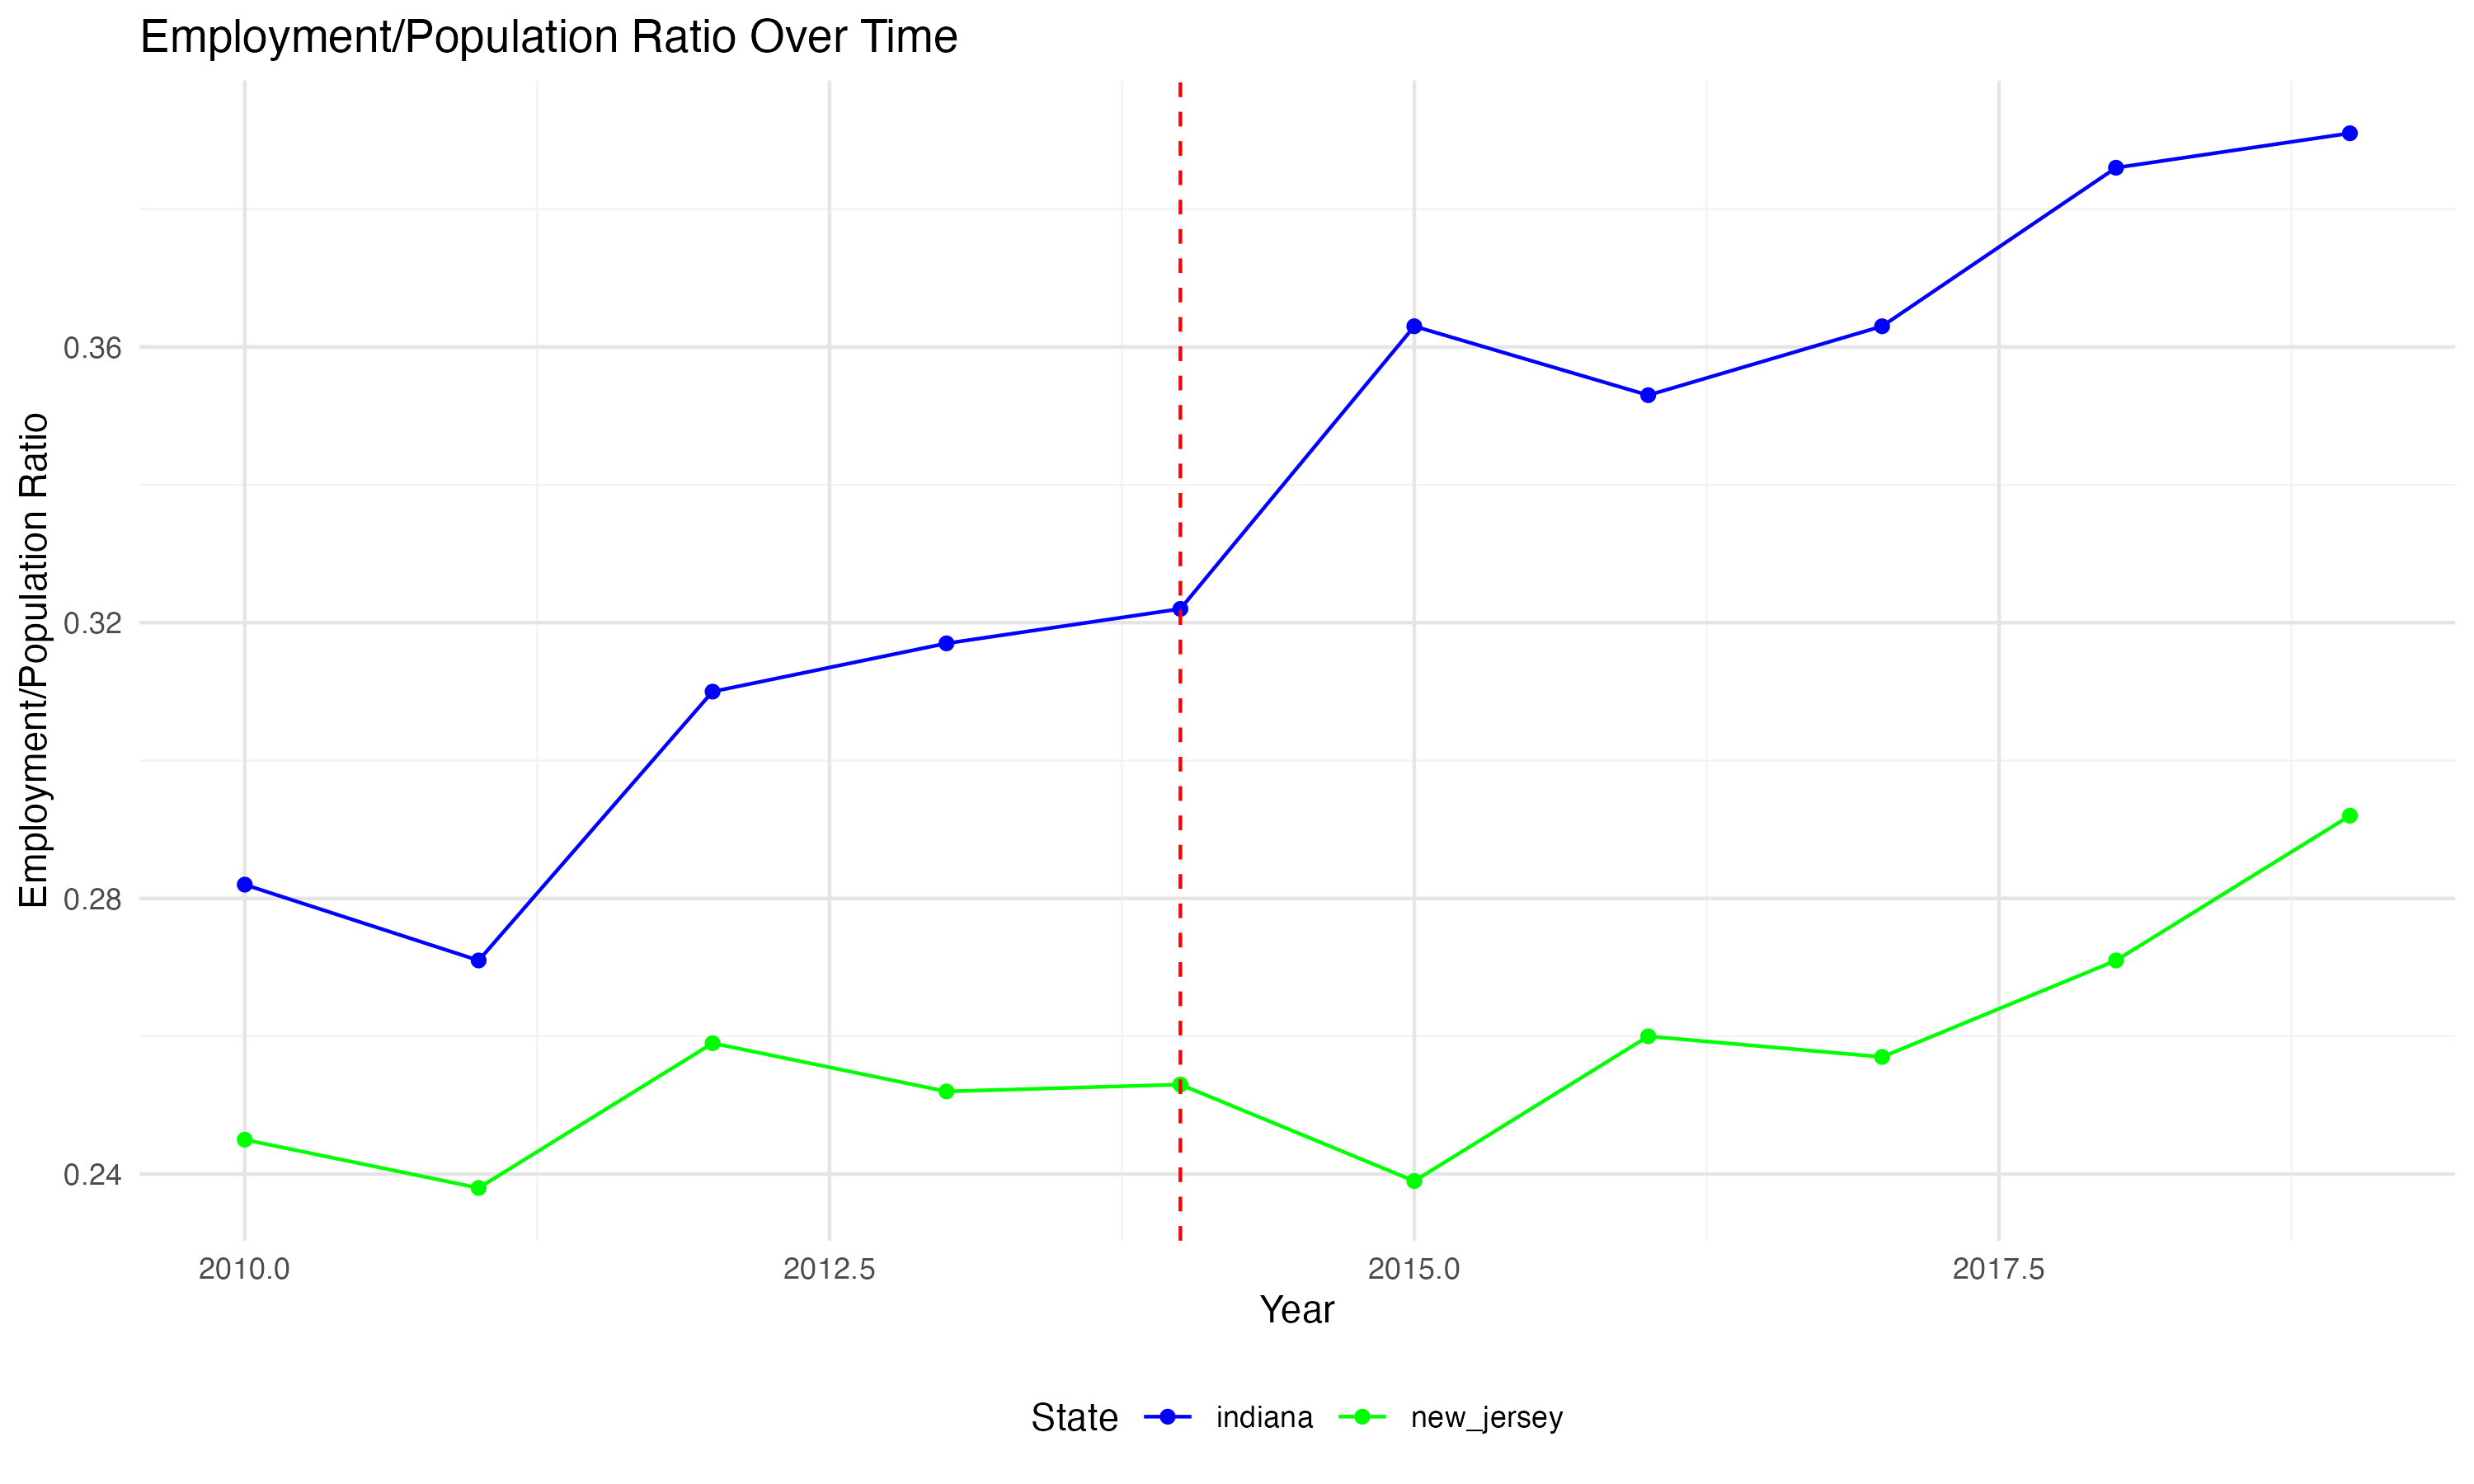 Employment/Population Ratio Over Time
Employment/Population Ratio
0.36
0.32
0.28
0.24
2010.0 2012.5 2015.0 2017.5
Year
State indiana new_jersey